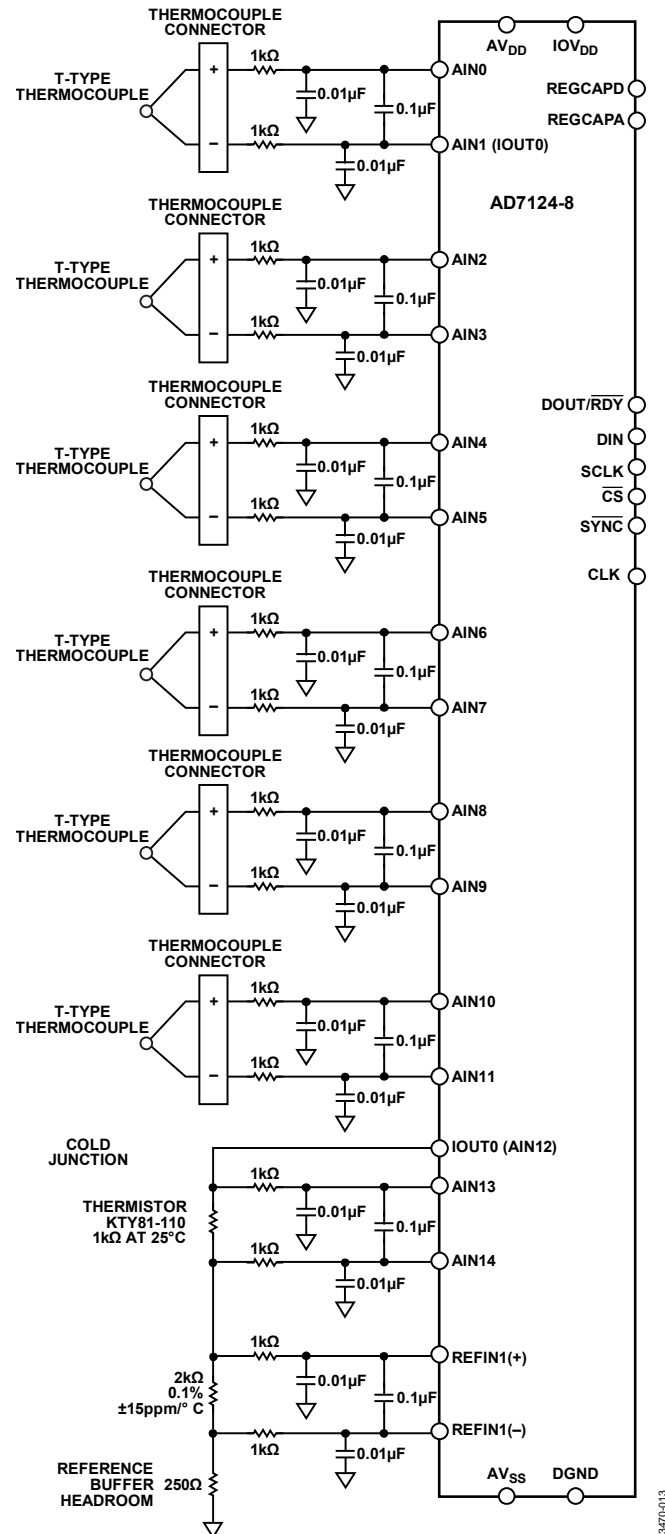 THERMOCOUPLE
CONNECTOR
T-TYPE
THERMOCOUPLE
+
−
1kΩ
0.01µF
0.1µF
1kΩ
0.01µF
AIN0
AIN1 (IOUT0)
AVDD
IOVDD
REGCAPD
REGCAPA
AD7124-8
THERMOCOUPLE
CONNECTOR
T-TYPE
THERMOCOUPLE
+
−
1kΩ
0.01µF
0.1µF
1kΩ
0.01µF
AIN2
AIN3
THERMOCOUPLE
CONNECTOR
T-TYPE
THERMOCOUPLE
+
−
1kΩ
0.01µF
0.1µF
1kΩ
0.01µF
AIN4
AIN5
DOUT/RDY
DIN
SCLK
CS
SYNC
CLK
THERMOCOUPLE
CONNECTOR
T-TYPE
THERMOCOUPLE
+
−
1kΩ
0.01µF
0.1µF
1kΩ
0.01µF
AIN6
AIN7
THERMOCOUPLE
CONNECTOR
T-TYPE
THERMOCOUPLE
+
−
1kΩ
0.01µF
0.1µF
1kΩ
0.01µF
AIN8
AIN9
THERMOCOUPLE
CONNECTOR
T-TYPE
THERMOCOUPLE
+
−
1kΩ
0.01µF
0.1µF
1kΩ
0.01µF
AIN10
AIN11
COLD
JUNCTION
IOUT0 (AIN12)
THERMISTOR
KTY81-110
1kΩ AT 25°C
1kΩ
0.01µF
0.1µF
1kΩ
0.01µF
AIN13
AIN14
2kΩ
0.1%
±15ppm/° C
1kΩ
0.01µF
0.1µF
1kΩ
0.01µF
REFIN1(+)
REFIN1(–)
REFERENCE
BUFFER
HEADROOM
250Ω
AVSS
DGND
3470-013